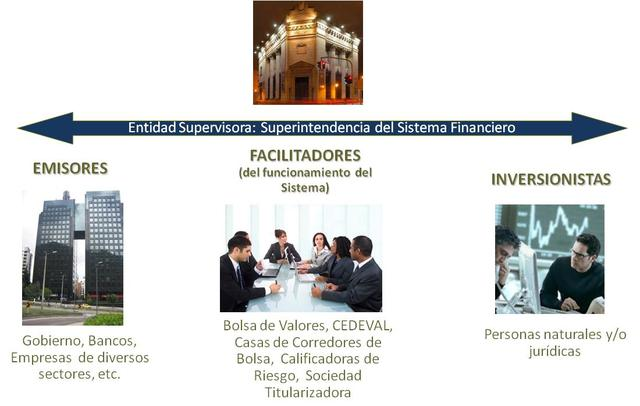 Entidad Supervisora: Superintendencia del Sistema Financiero
EMISORES
FACILITADORES
(del funcionamiento del
Sistema)
INVERSIONISTAS
Gobierno, Bancos,
Empresas de diversos
sectores, etc.
Bolsa de Valores, CEDEVAL,
Casas de Corredores de
Bolsa, Calificadoras de
Riesgo, Sociedad
Titularizadora
Personas naturales y/o
jurídicas